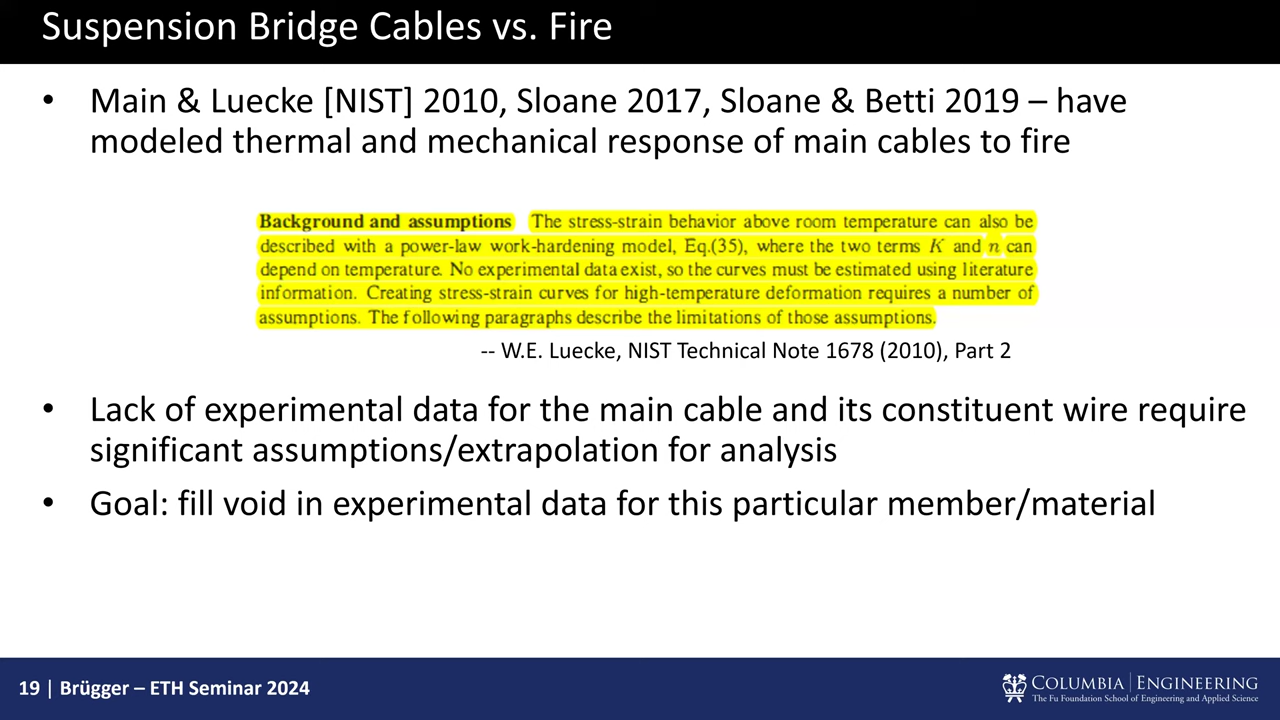 Suspension Bridge Cables vs. Fire
• Main & Luecke [NIST] 2010, Sloane 2017, Sloane & Betti 2019 – have
modeled thermal and mechanical response of main cables to fire
Background and assumptions The stress-strain behavior above room temperature can also be
described with a power-law work-hardening model, Eq.(35), where the two terms K and n can
depend on temperature. No experimental data exist, so the curves must be estimated using literature
information. Creating stress-strain curves for high-temperature deformation requires a number of
assumptions. The following paragraphs describe the limitations of those assumptions.
-- W.E. Luecke, NIST Technical Note 1678 (2010), Part 2
• Lack of experimental data for the main cable and its constituent wire require
significant assumptions/extrapolation for analysis
• Goal: fill void in experimental data for this particular member/material
19 | Brügger – ETH Seminar 2024
COLUMBIA | ENGINEERING
The Fu Foundation School of Engineering and Applied Science